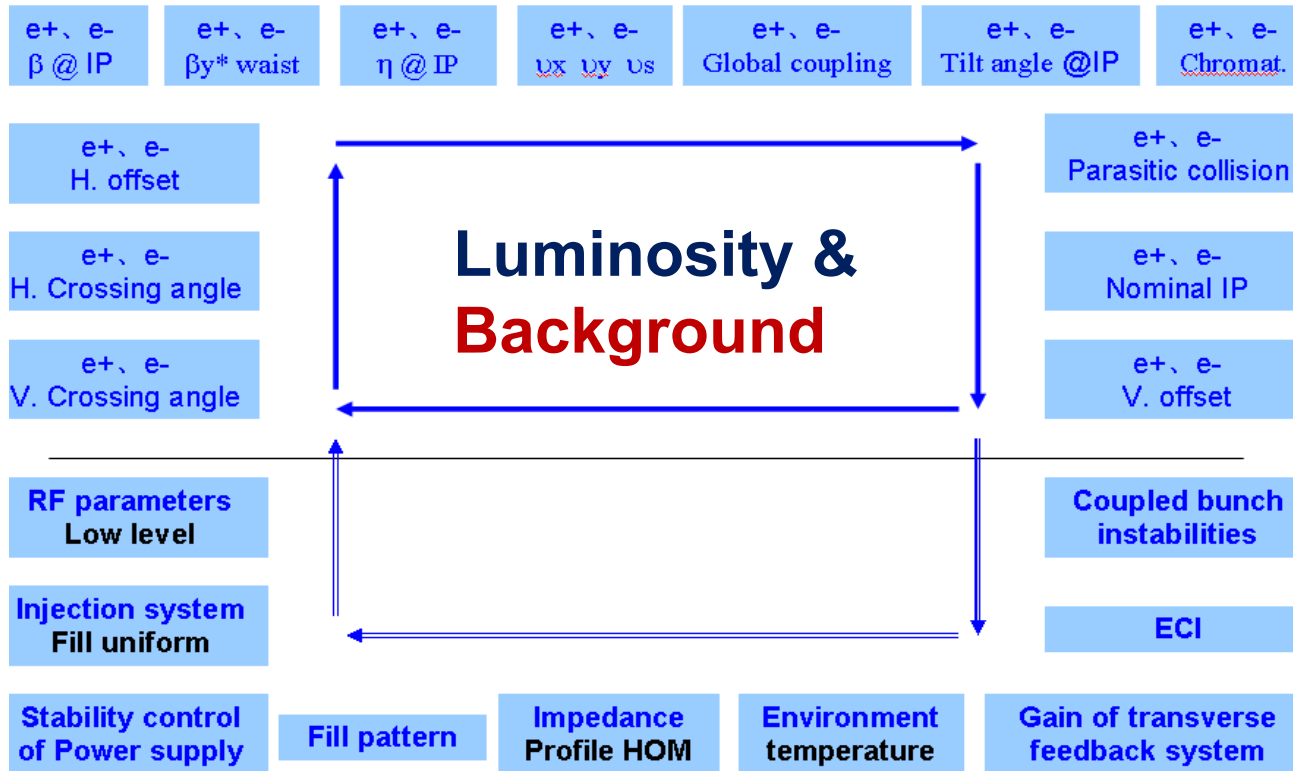 e+、e-
β @ IP
e+、e-
βy* waist
e+、e-
η @ IP
e+、e-
υx υy υs
e+、e-
Global coupling
e+、e-
Tilt angle @IP
e+、e-
Chromat.
e+、e-
H. offset
e+、e-
Parasitic collision
Luminosity &
Background
e+、e-
H. Crossing angle
e+、e-
Nominal IP
e+、e-
V. Crossing angle
e+、e-
V. offset
RF parameters
Low level
Coupled bunch
instabilities
Injection system
Fill uniform
ECI
Stability control
of Power supply
Fill pattern
Impedance
Profile HOM
Environment
temperature
Gain of transverse
feedback system